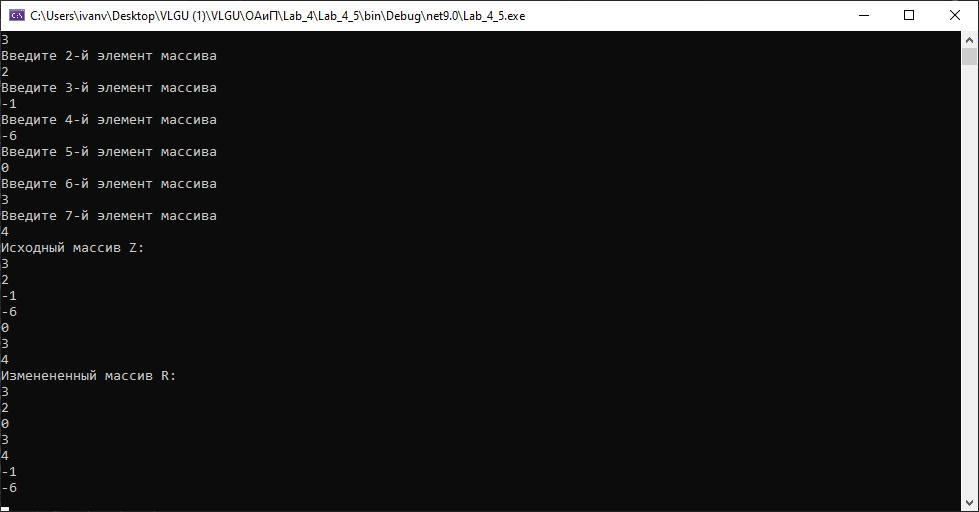 C:\Users\ivanv\Desktop\VLGU (1)\VLGU\ОАиП\Lab_4\Lab_4_5\bin\Debug\net9.0\Lab_4_5.exe
3
Введите 2-й элемент массива
2
Введите 3-й элемент массива
-1
Введите 4-й элемент массива
-6
Введите 5-й элемент массива
0
Введите 6-й элемент массива
3
Введите 7-й элемент массива
4
Исходный массив Z:
3
2
-1
-6
0
3
4
Изменененный массив R:
3
2
0
3
4
-1
-6